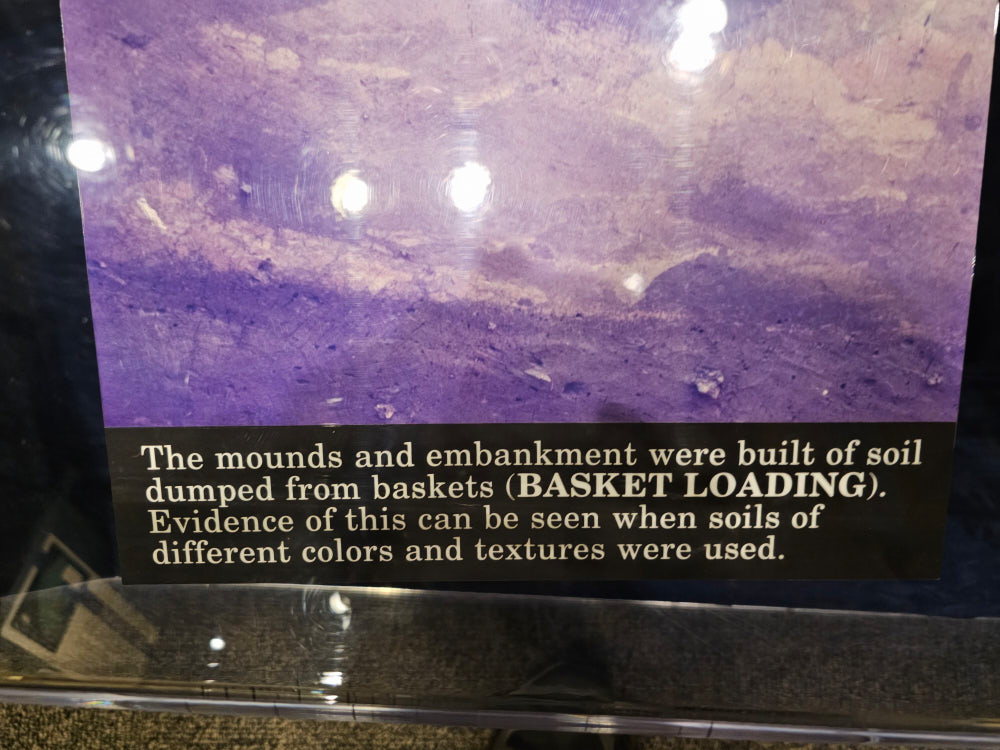 The mounds and embankment were built of soil
dumped from baskets (BASKET LOADING).
Evidence of this can be seen when soils of
different colors and textures were used.